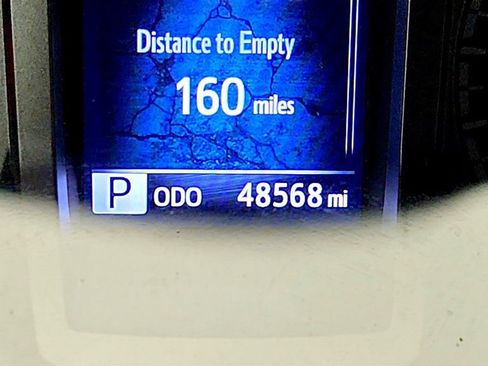 Distance to Empty
160 miles
P ODO 48568 mi